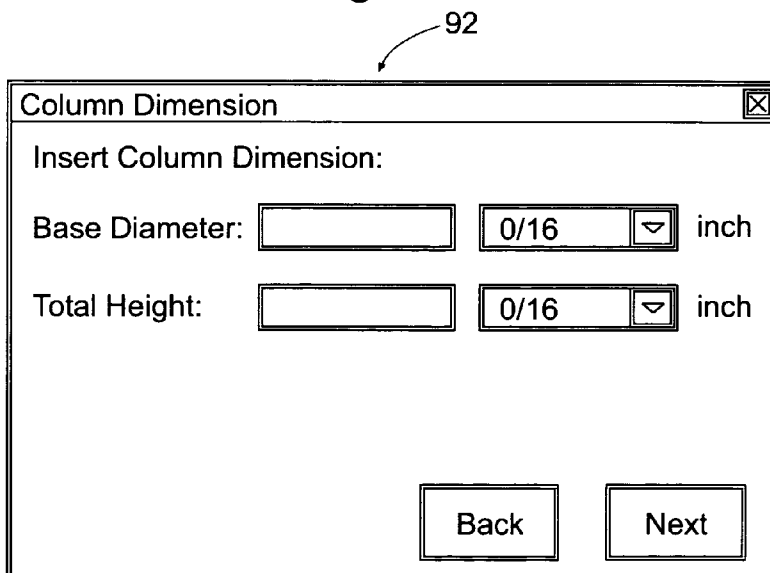 92
Column Dimension
Insert Column Dimension:
Base Diameter: 0/16 inch
Total Height: 0/16 inch
Back Next